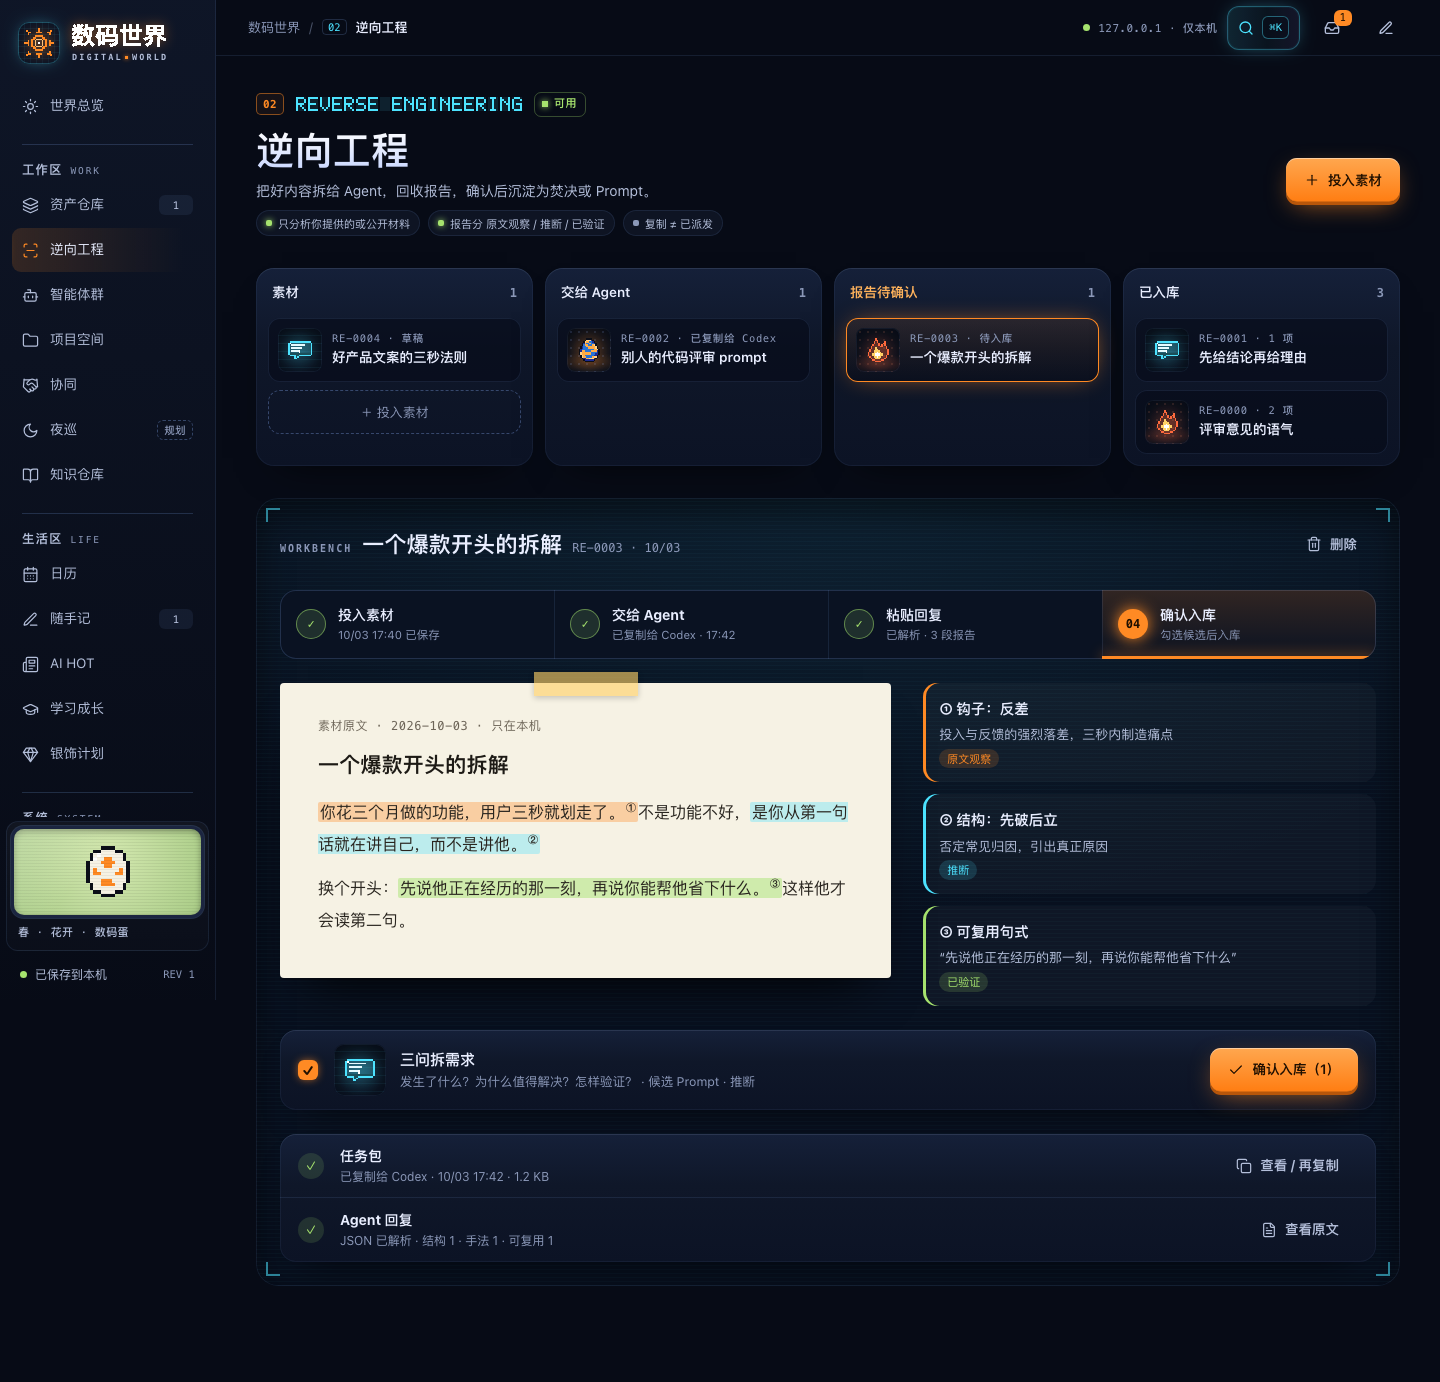 数码世界
DIGITAL WORLD
世界总览
工作区 WORK
资产仓库 1
逆向工程
智能体群
项目空间
协同
夜巡 规划
知识仓库
生活区 LIFE
日历
随手记 1
AI HOT
学习成长
银饰计划
春 · 花开 · 数码蛋
已保存到本机 REV 1
数码世界 / 02 逆向工程
127.0.0.1 · 仅本机 ⌘K 1
02 REVERSE ENGINEERING 可用
逆向工程
把好内容拆给 Agent，回收报告，确认后沉淀为焚决或 Prompt。
只分析你提供的或公开材料 报告分 原文观察 / 推断 / 已验证 复制 ≠ 已派发
+ 投入素材
素材 1
RE-0004 · 草稿
好产品文案的三秒法则
+ 投入素材
交给 Agent 1
RE-0002 · 已复制给 Codex
别人的代码评审 prompt
报告待确认 1
RE-0003 · 待入库
一个爆款开头的拆解
已入库 3
RE-0001 · 1 项
先给结论再给理由
RE-0000 · 2 项
评审意见的语气
WORKBENCH 一个爆款开头的拆解 RE-0003 · 10/03
删除
✓ 投入素材
10/03 17:40 已保存
✓ 交给 Agent
已复制给 Codex · 17:42
✓ 粘贴回复
已解析 · 3 段报告
04 确认入库
勾选候选后入库
素材原文 · 2026-10-03 · 只在本机
一个爆款开头的拆解
你花三个月做的功能，用户三秒就划走了。①不是功能不好，是你从第一句
话就在讲自己，而不是讲他。②
换个开头：先说他正在经历的那一刻，再说你能帮他省下什么。③这样他才
会读第二句。
① 钩子：反差
投入与反馈的强烈落差，三秒内制造痛点
原文观察
② 结构：先破后立
否定常见归因，引出真正原因
推断
③ 可复用句式
“先说他正在经历的那一刻，再说你能帮他省下什么”
已验证
三问拆需求
发生了什么？为什么值得解决？怎样验证？ · 候选 Prompt · 推断
确认入库（1）
✓ 任务包
已复制给 Codex · 10/03 17:42 · 1.2 KB
查看 / 再复制
✓ Agent 回复
JSON 已解析 · 结构 1 · 手法 1 · 可复用 1
查看原文